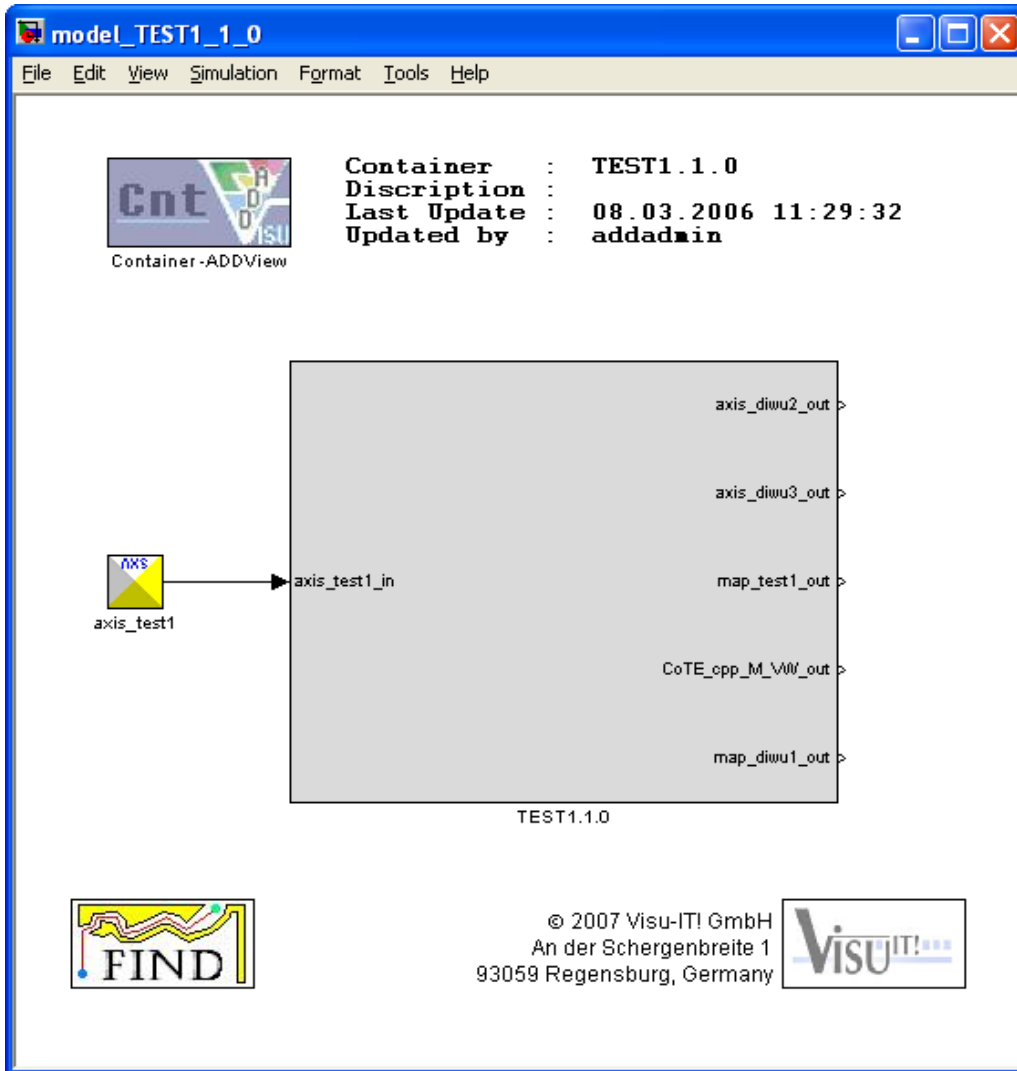 model_TEST1_1_0
File Edit View Simulation Format Tools Help
Cnt ADD Visu
Container-ADDView
Container : TEST1.1.0
Discription :
Last Update : 08.03.2006 11:29:32
Updated by : addadmin
axis_diwu2_out
axis_diwu3_out
AXS
axis_test1
axis_test1_in
map_test1_out
CoTE_cpp_M_VW_out
map_diwu1_out
TEST1.1.0
FIND
© 2007 Visu-IT! GmbH
An der Schergenbreite 1
93059 Regensburg, Germany
VISU IT!